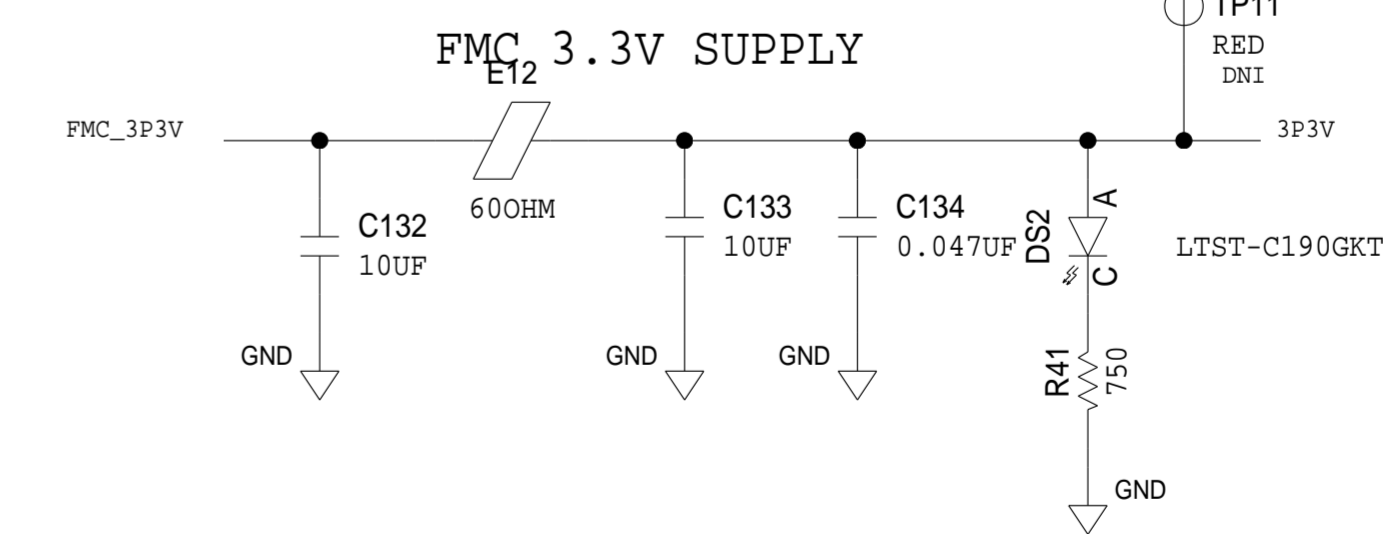 TP11
RED
DNI
FMC 3.3V SUPPLY
E12
FMC_3P3V
3P3V
60OHM
C132
10UF
C133
10UF
C134
0.047UF
DS2
A
C
LTST-C190GKT
GND
GND
GND
R41
750
GND